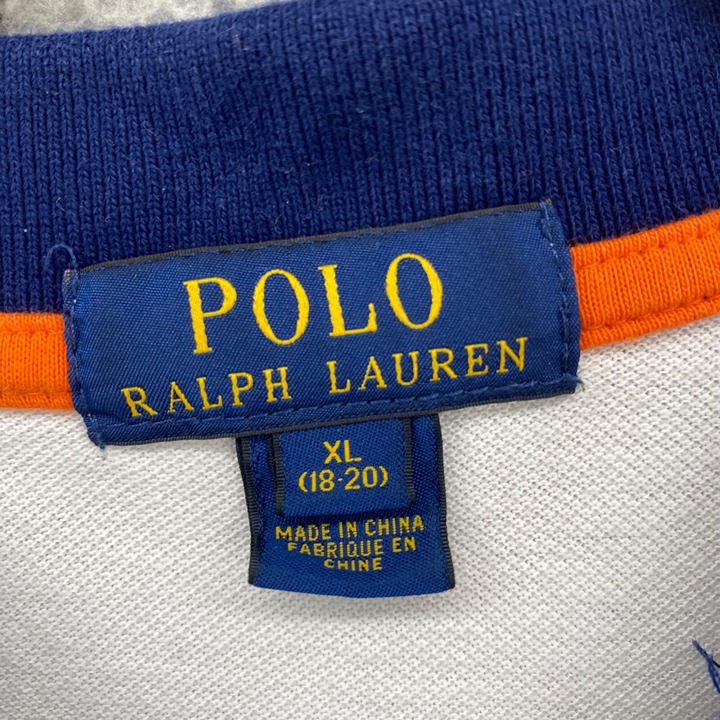 POLO
RALPH LAUREN
XL
(18-20)
MADE IN CHINA
FABRIQUE EN
CHINE